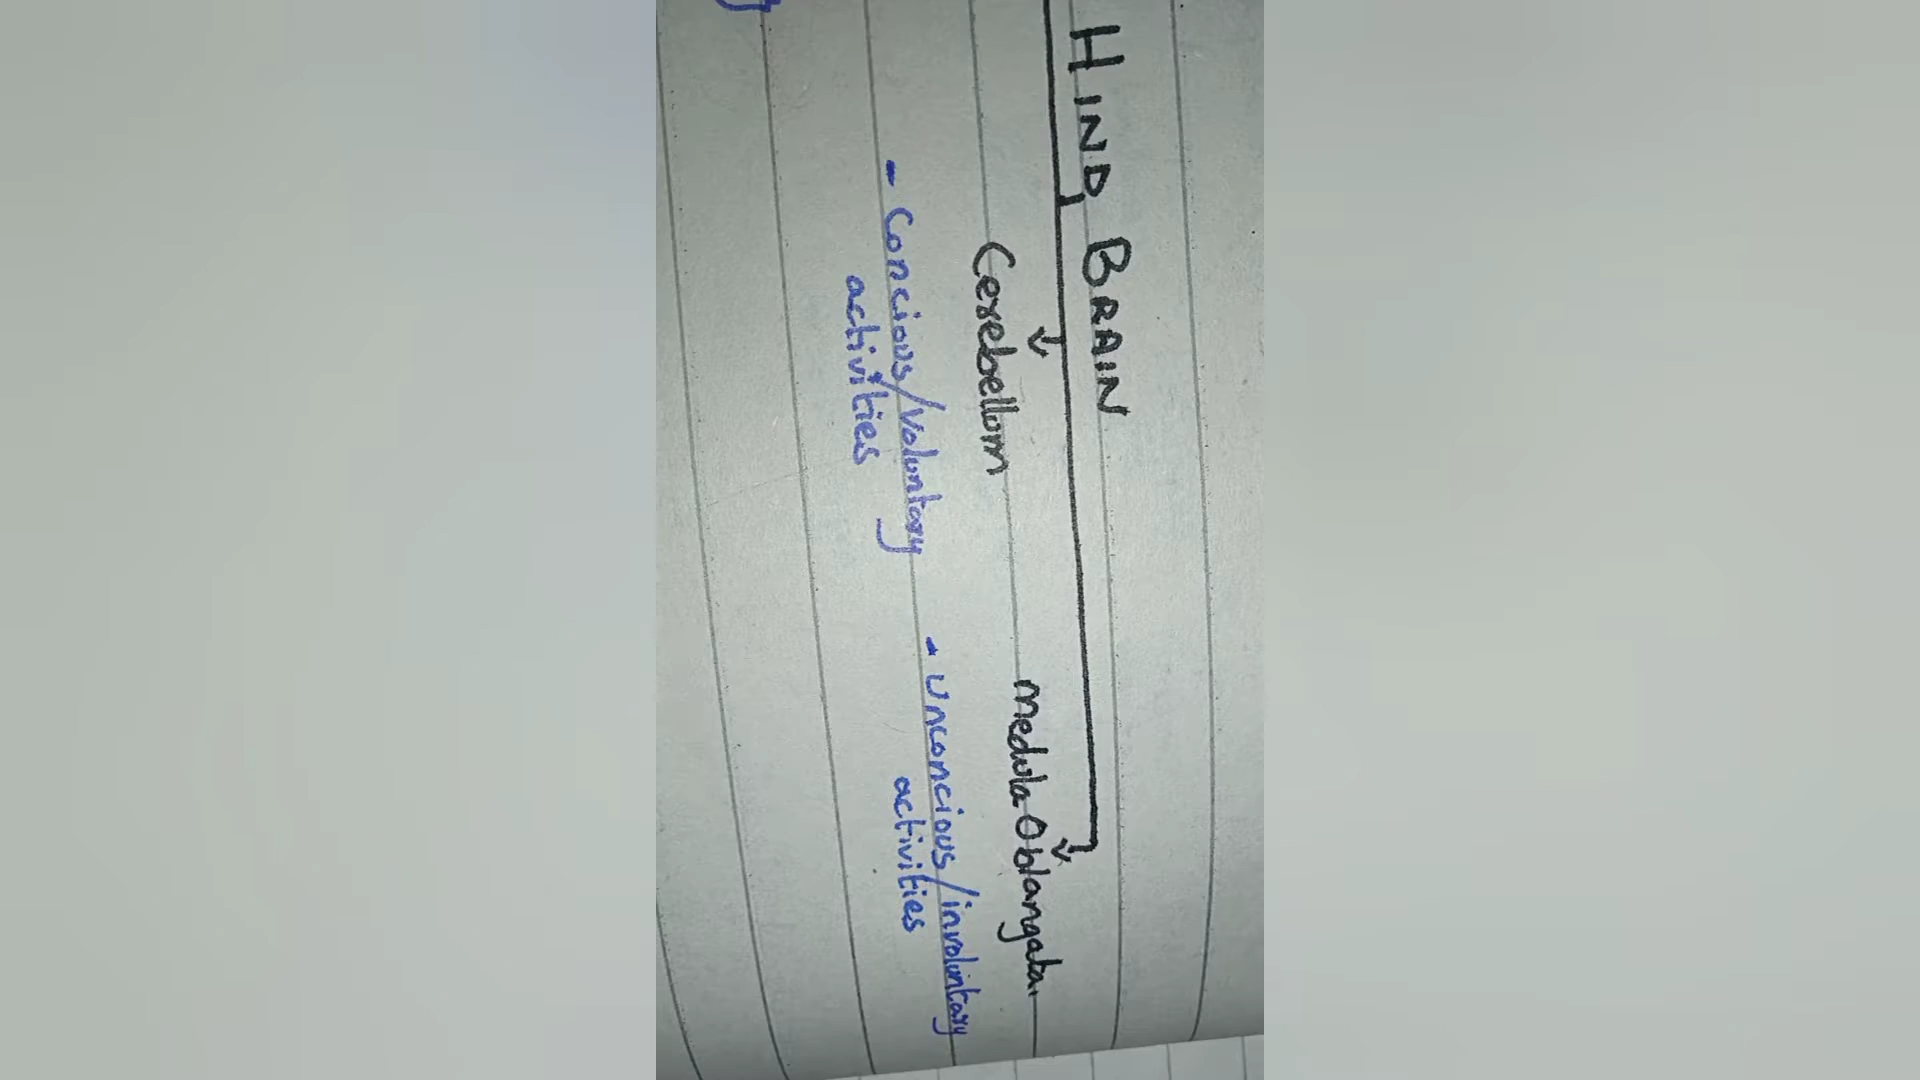 HIND BRAIN
Cerebellum
Medula Oblangata.
- Concious/Voluntary
activities
- Unconcious/involuntary
activities